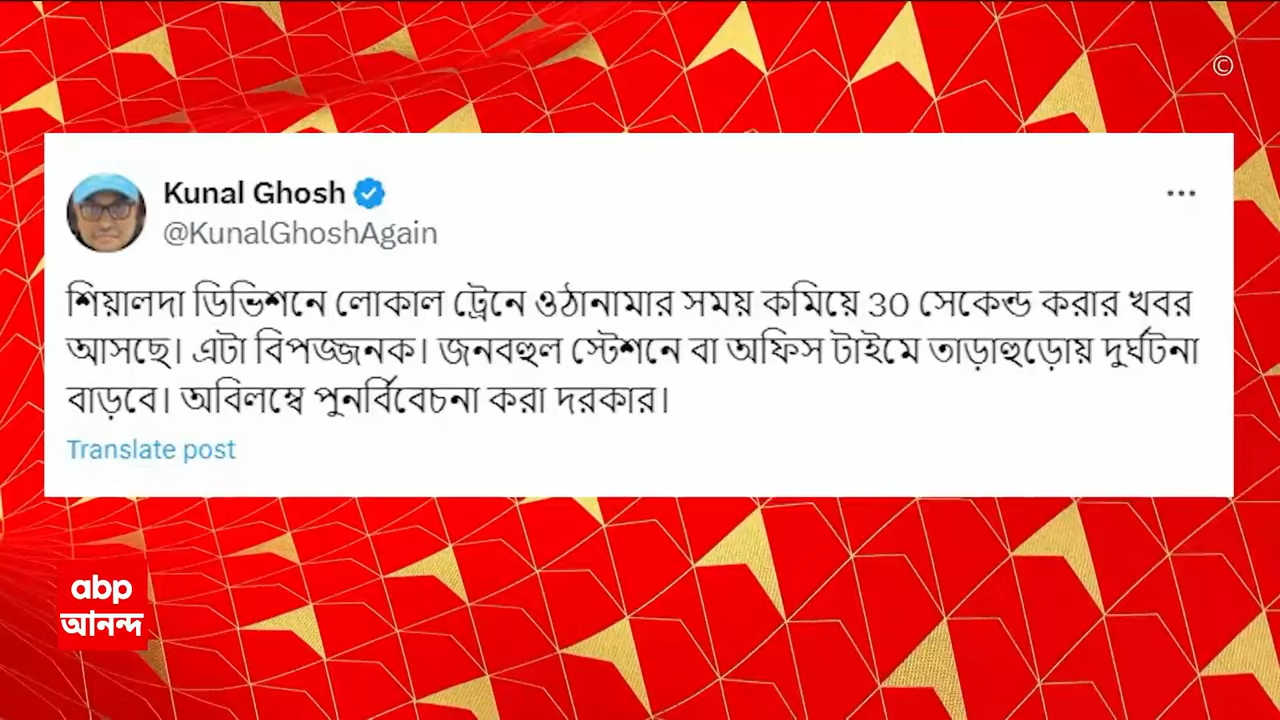 ©
Kunal Ghosh
@KunalGhoshAgain
শিয়ালদা ডিভিশনে লোকাল ট্রেনে ওঠানামার সময় কমিয়ে 30 সেকেন্ড করার খবর
আসছে। এটা বিপজ্জনক। জনবহুল স্টেশনে বা অফিস টাইমে তাড়াহুড়োয় দুর্ঘটনা
বাড়বে। অবিলম্বে পুনর্বিবেচনা করা দরকার।
Translate post
abp
আনন্দ